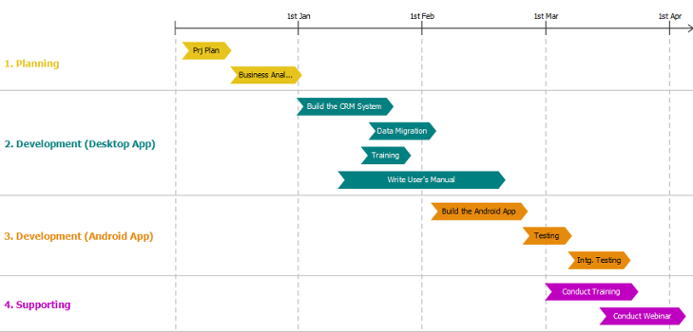 1st Jan 1st Feb 1st Mar 1st Apr
1. Planning
Prj Plan
Business Anal...
2. Development (Desktop App)
Build the CRM System
Data Migration
Training
Write User's Manual
3. Development (Android App)
Build the Android App
Testing
Intg. Testing
4. Supporting
Conduct Training
Conduct Webinar